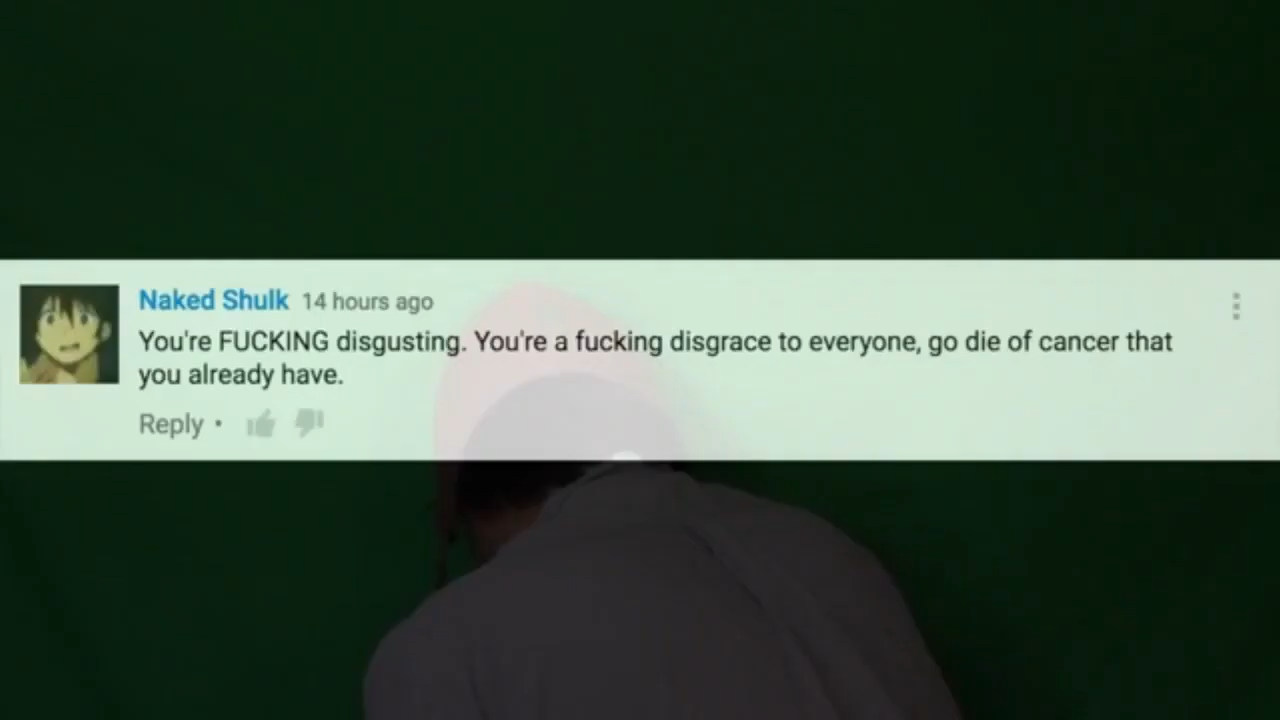 Naked Shulk 14 hours ago
You're FUCKING disgusting. You're a fucking disgrace to everyone, go die of cancer that
you already have.
Reply •